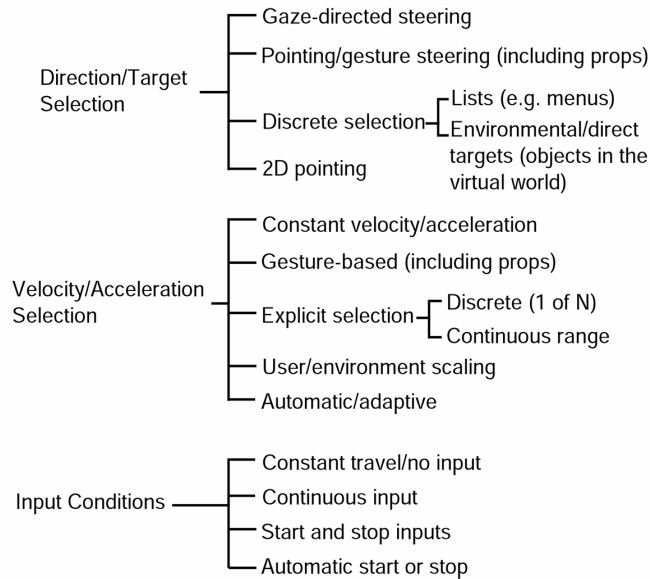 Gaze-directed steering
Pointing/gesture steering (including props)
Direction/Target
Selection
Discrete selection
Lists (e.g. menus)
Environmental/direct
targets (objects in the
virtual world)
2D pointing
Constant velocity/acceleration
Gesture-based (including props)
Velocity/Acceleration
Selection
Explicit selection
Discrete (1 of N)
Continuous range
User/environment scaling
Automatic/adaptive
Constant travel/no input
Input Conditions
Continuous input
Start and stop inputs
Automatic start or stop